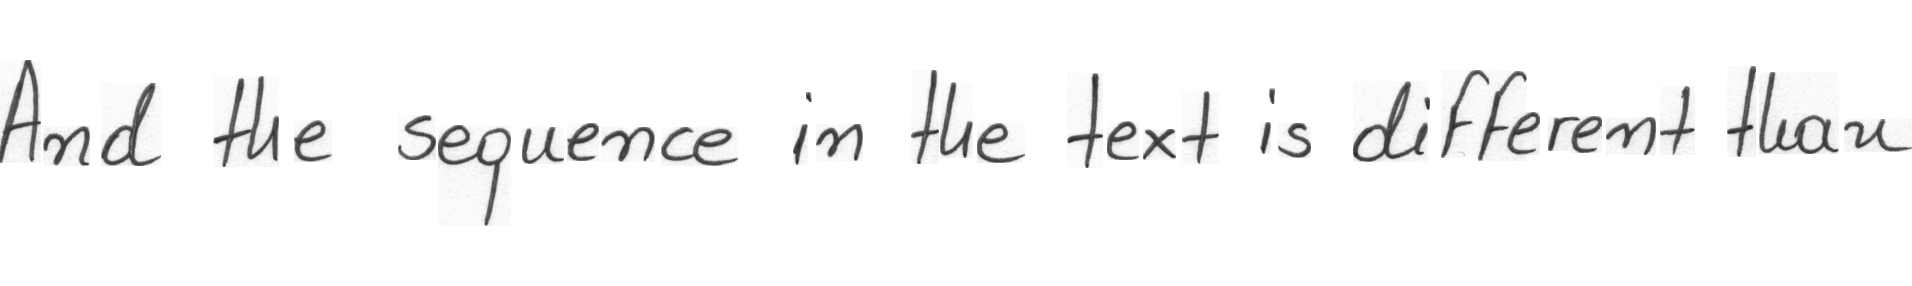 And the sequence in the text is different than